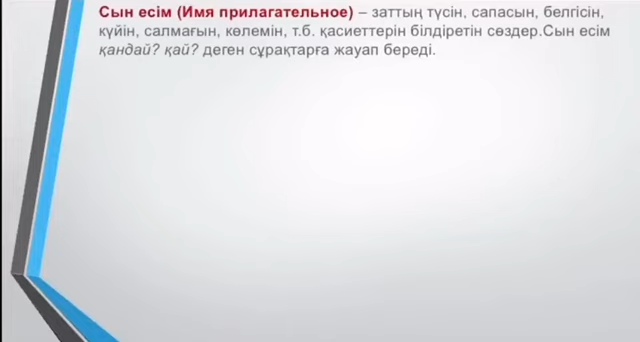 Сын есім (Имя прилагательное) – заттың түсін, сапасын, белгісін,
күйін, салмағын, көлемін, т.б. қасиеттерін білдіретін сөздер.Сын есім
қандай? қай? деген сұрақтарға жауап береді.